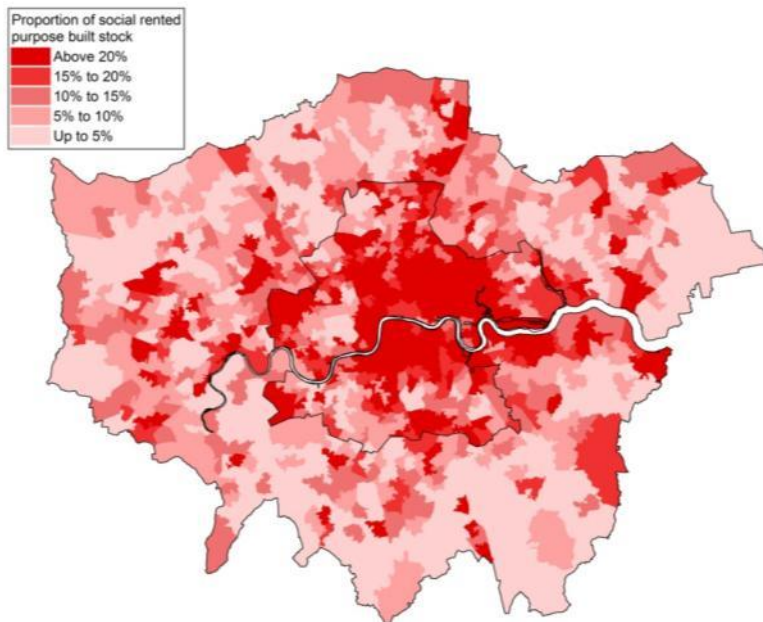 Proportion of social rented
purpose built stock
Above 20%
15% to 20%
10% to 15%
5% to 10%
Up to 5%